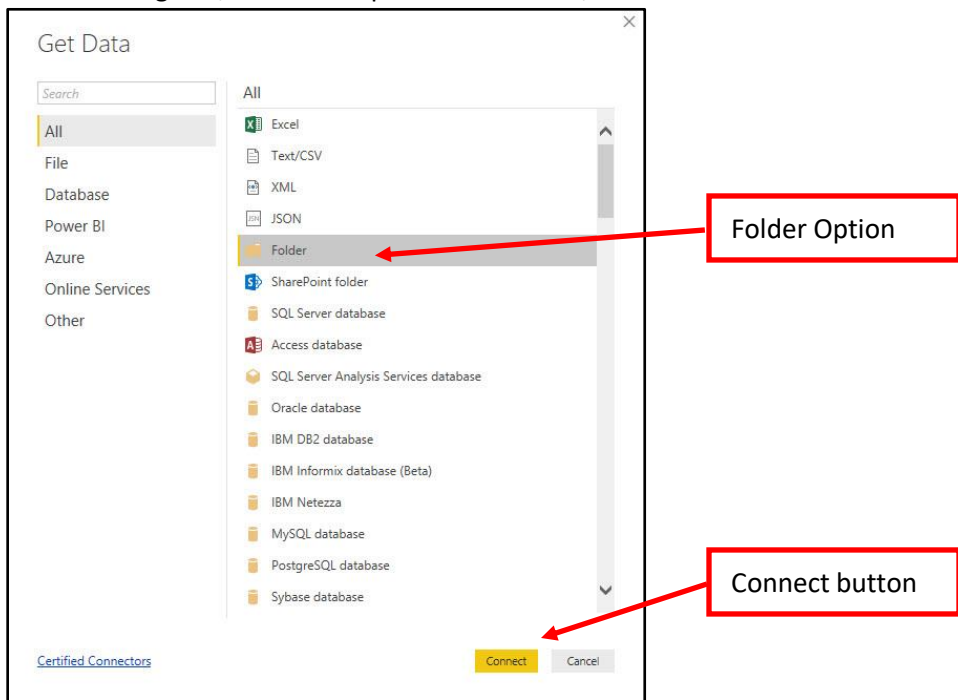 Get Data
Search
All
File
Database
Power BI
Azure
Online Services
Other
All
Excel
Text/CSV
XML
JSON
Folder
SharePoint folder
SQL Server database
Access database
SQL Server Analysis Services database
Oracle database
IBM DB2 database
IBM Informix database (Beta)
IBM Netezza
MySQL database
PostgreSQL database
Sybase database
Folder Option
Connect button
Certified Connectors
Connect
Cancel